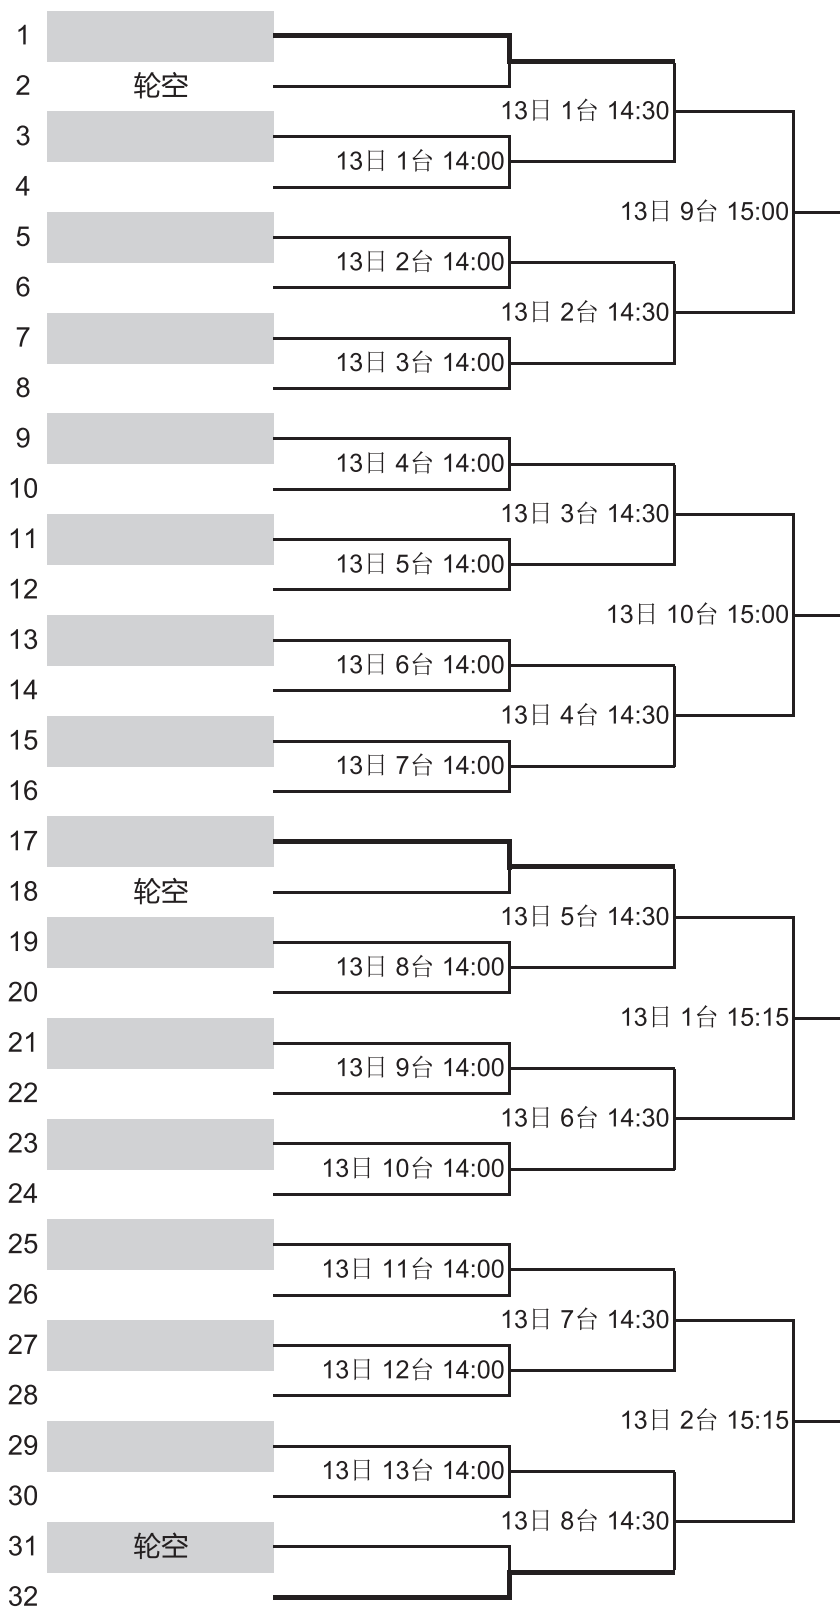 1
2 轮空
13日 1台 14:30
3
13日 1台 14:00
4
13日 9台 15:00
5
13日 2台 14:00
6
13日 2台 14:30
7
13日 3台 14:00
8
9
13日 4台 14:00
10
13日 3台 14:30
11
13日 5台 14:00
12
13日 10台 15:00
13
13日 6台 14:00
14
13日 4台 14:30
15
13日 7台 14:00
16
17
18 轮空
13日 5台 14:30
19
13日 8台 14:00
20
13日 1台 15:15
21
13日 9台 14:00
22
13日 6台 14:30
23
13日 10台 14:00
24
25
13日 11台 14:00
26
13日 7台 14:30
27
13日 12台 14:00
28
13日 2台 15:15
29
13日 13台 14:00
30
13日 8台 14:30
31 轮空
32